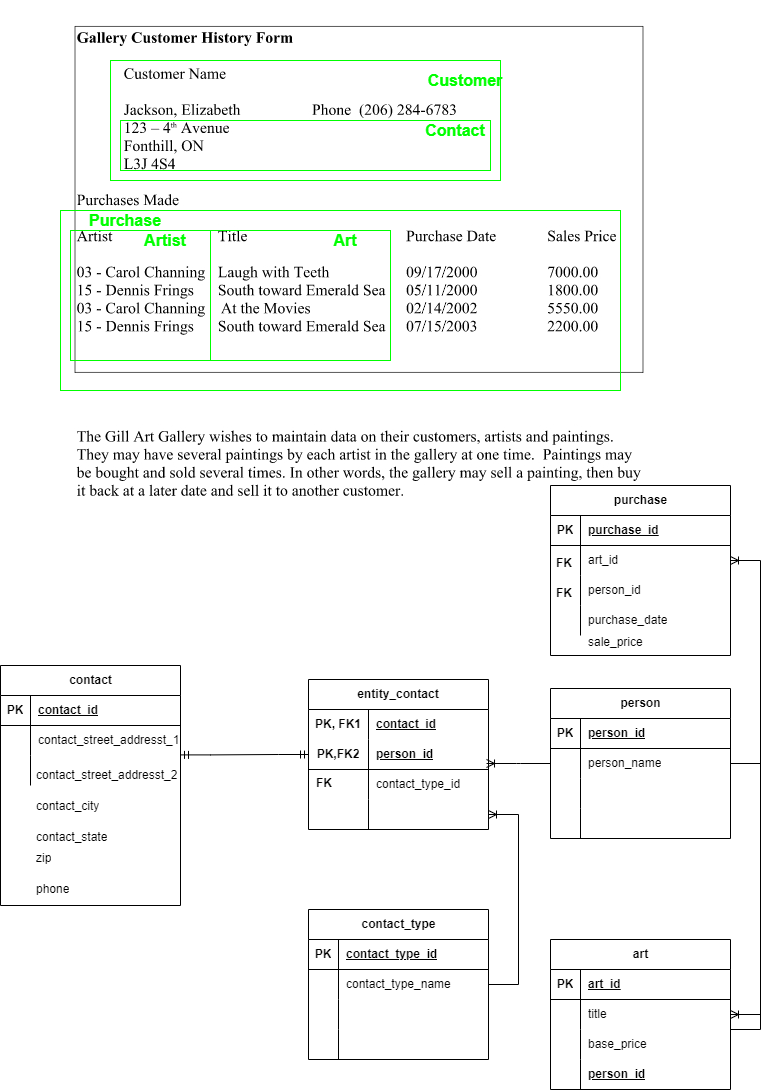 Gallery Customer History Form
Customer Name
Customer
Jackson, Elizabeth Phone (206) 284-6783
123 – 4th Avenue
Contact
Fonthill, ON
L3J 4S4
Purchases Made
Purchase
Artist Artist Title Art Purchase Date Sales Price
03 - Carol Channing Laugh with Teeth 09/17/2000 7000.00
15 - Dennis Frings South toward Emerald Sea 05/11/2000 1800.00
03 - Carol Channing At the Movies 02/14/2002 5550.00
15 - Dennis Frings South toward Emerald Sea 07/15/2003 2200.00
The Gill Art Gallery wishes to maintain data on their customers, artists and paintings.
They may have several paintings by each artist in the gallery at one time. Paintings may
be bought and sold several times. In other words, the gallery may sell a painting, then buy
it back at a later date and sell it to another customer.
purchase
PK purchase_id
FK art_id
FK person_id
purchase_date
sale_price
contact
PK contact_id
contact_street_addresst_1
contact_street_addresst_2
contact_city
contact_state
zip
phone
entity_contact
PK, FK1 contact_id
PK,FK2 person_id
FK contact_type_id
person
PK person_id
person_name
contact_type
PK contact_type_id
contact_type_name
art
PK art_id
title
base_price
person_id